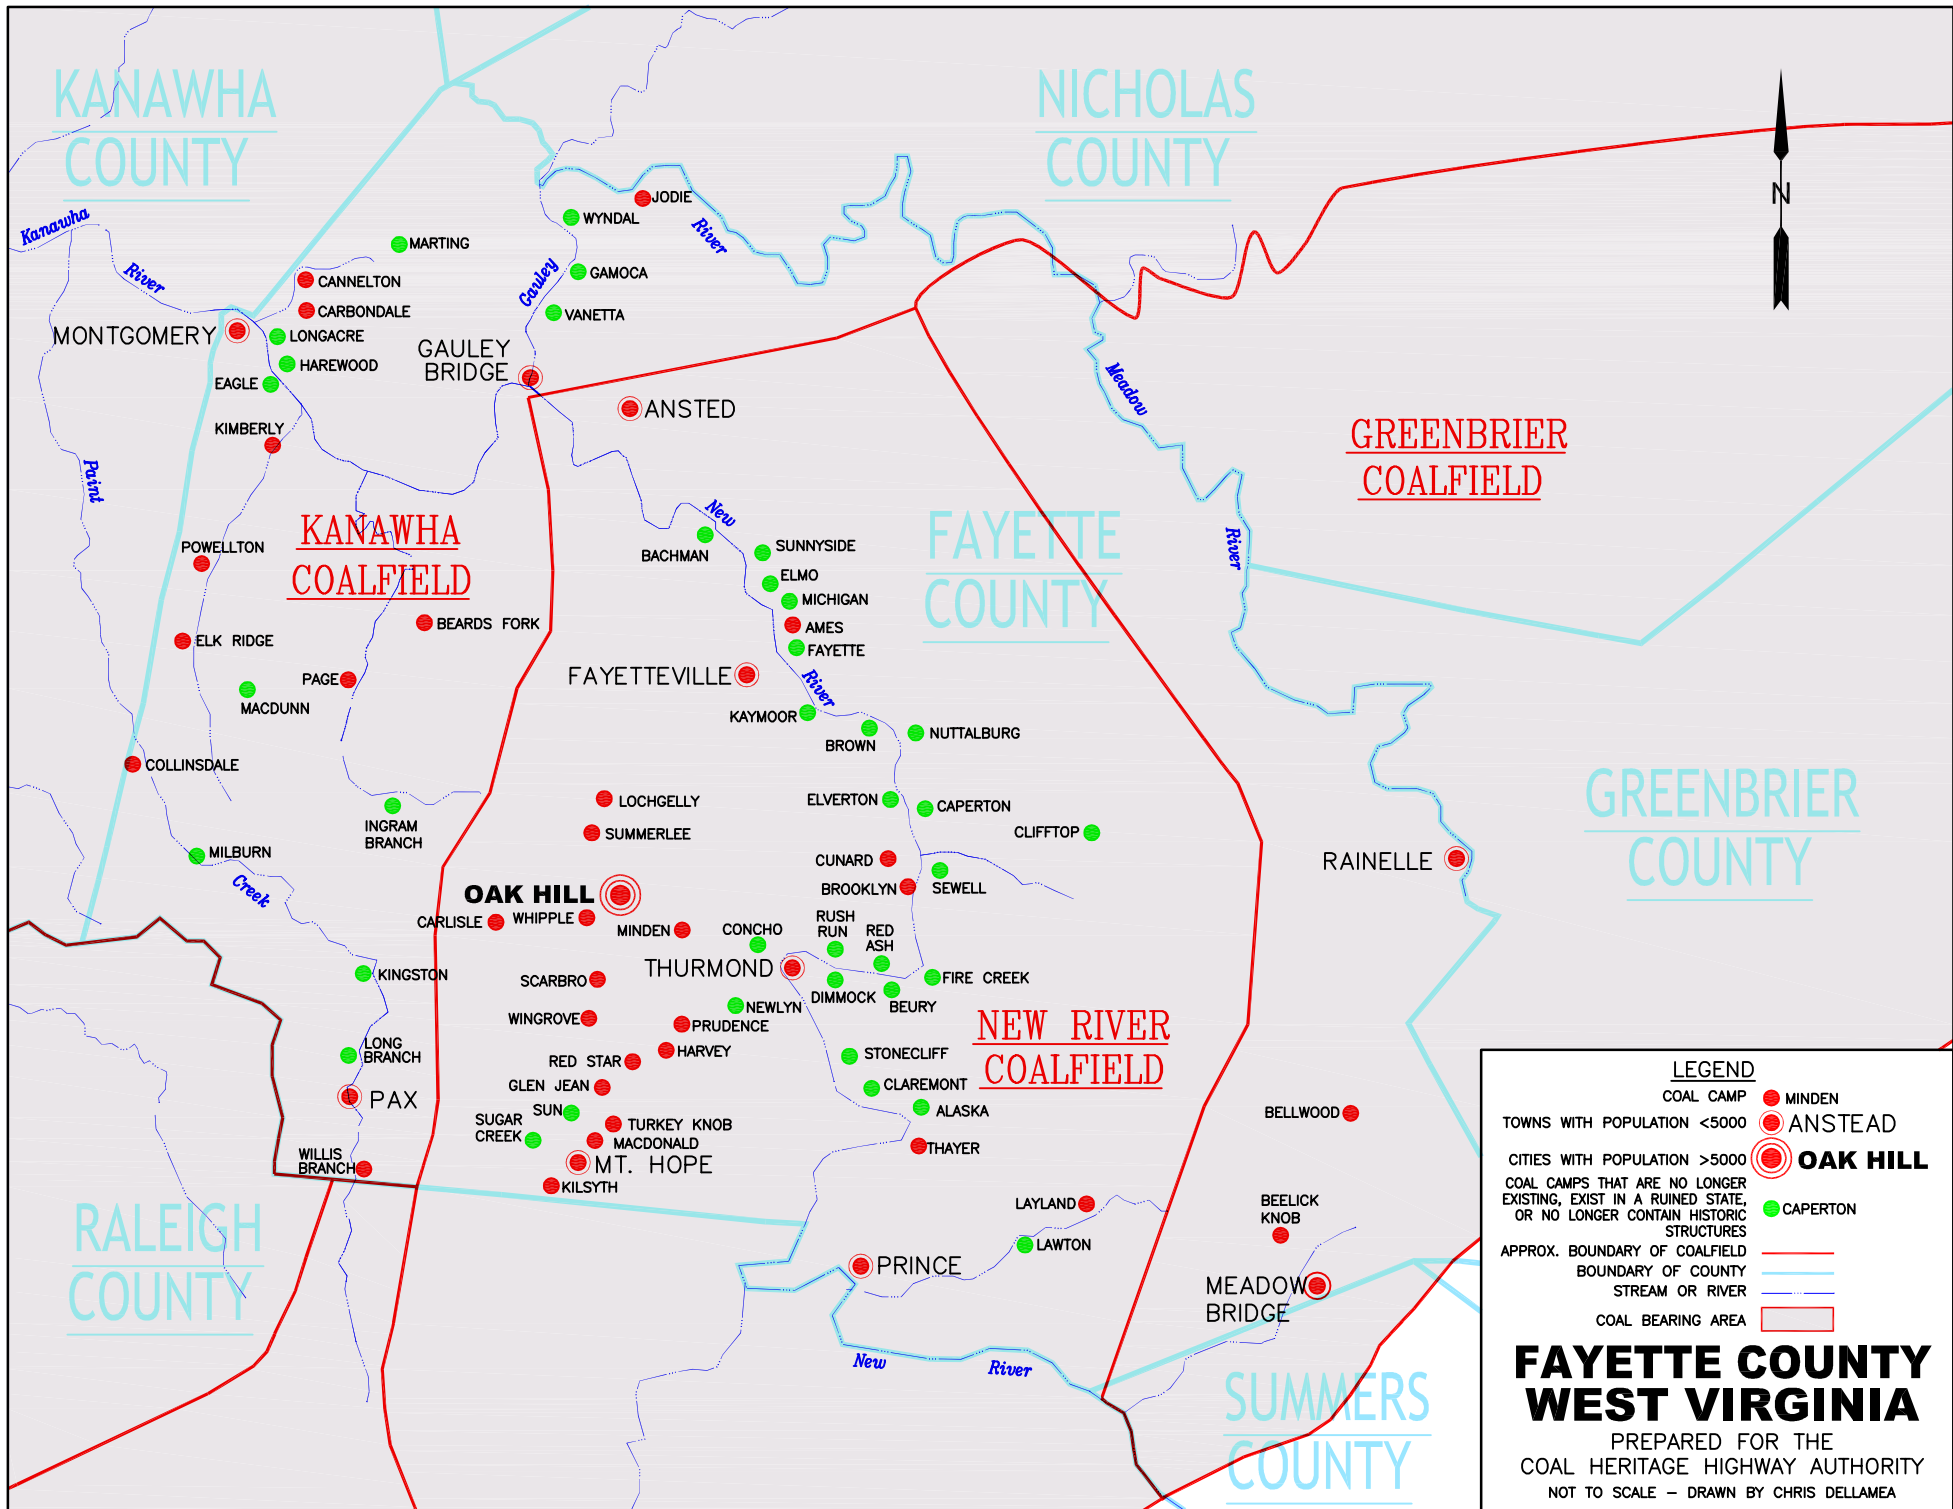 KANAWHA
COUNTY
NICHOLAS
COUNTY
N
Kanawha
River
JODIE
WYNDAL
River
MARTING
GAMOCA
Gauley
CANNELTON
CARBONDALE
VANETTA
MONTGOMERY
LONGACRE
GAULEY
BRIDGE
HAREWOOD
EAGLE
ANSTED
Meadow
KIMBERLY
GREENBRIER
COALFIELD
Paint
New
River
KANAWHA
COALFIELD
FAYETTE
COUNTY
POWELLTON
BACHMAN
SUNNYSIDE
ELMO
MICHIGAN
AMES
FAYETTE
BEARDS FORK
ELK RIDGE
PAGE
FAYETTEVILLE
River
MACDUNN
KAYMOOR
BROWN
NUTTALBURG
COLLINSDALE
GREENBRIER
COUNTY
LOCHGELLY
ELVERTON
CAPERTON
INGRAM
BRANCH
SUMMERLEE
CLIFFTOP
MILBURN
CUNARD
RAINELLE
Creek
OAK HILL
BROOKLYN
SEWELL
CARLISLE
WHIPPLE
MINDEN
CONCHO
RUSH
RUN
RED
ASH
THURMOND
KINGSTON
SCARBRO
FIRE CREEK
DIMMOCK
BEURY
NEWLYN
WINGROVE
PRUDENCE
NEW RIVER
COALFIELD
LONG
BRANCH
HARVEY
STONECLIFF
RED STAR
GLEN JEAN
CLAREMONT
PAX
SUN
ALASKA
BELLWOOD
SUGAR
CREEK
TURKEY KNOB
MACDONALD
THAYER
WILLIS
BRANCH
MT. HOPE
KILSYTH
LAYLAND
BEELICK
KNOB
RALEIGH
COUNTY
LAWTON
PRINCE
MEADOW
BRIDGE
New
River
SUMMERS
COUNTY
LEGEND
COAL CAMP MINDEN
TOWNS WITH POPULATION <5000 ANSTEAD
CITIES WITH POPULATION >5000 OAK HILL
COAL CAMPS THAT ARE NO LONGER
EXISTING, EXIST IN A RUINED STATE,
OR NO LONGER CONTAIN HISTORIC
STRUCTURES
CAPERTON
APPROX. BOUNDARY OF COALFIELD
BOUNDARY OF COUNTY
STREAM OR RIVER
COAL BEARING AREA
FAYETTE COUNTY
WEST VIRGINIA
PREPARED FOR THE
COAL HERITAGE HIGHWAY AUTHORITY
NOT TO SCALE – DRAWN BY CHRIS DELLAMEA